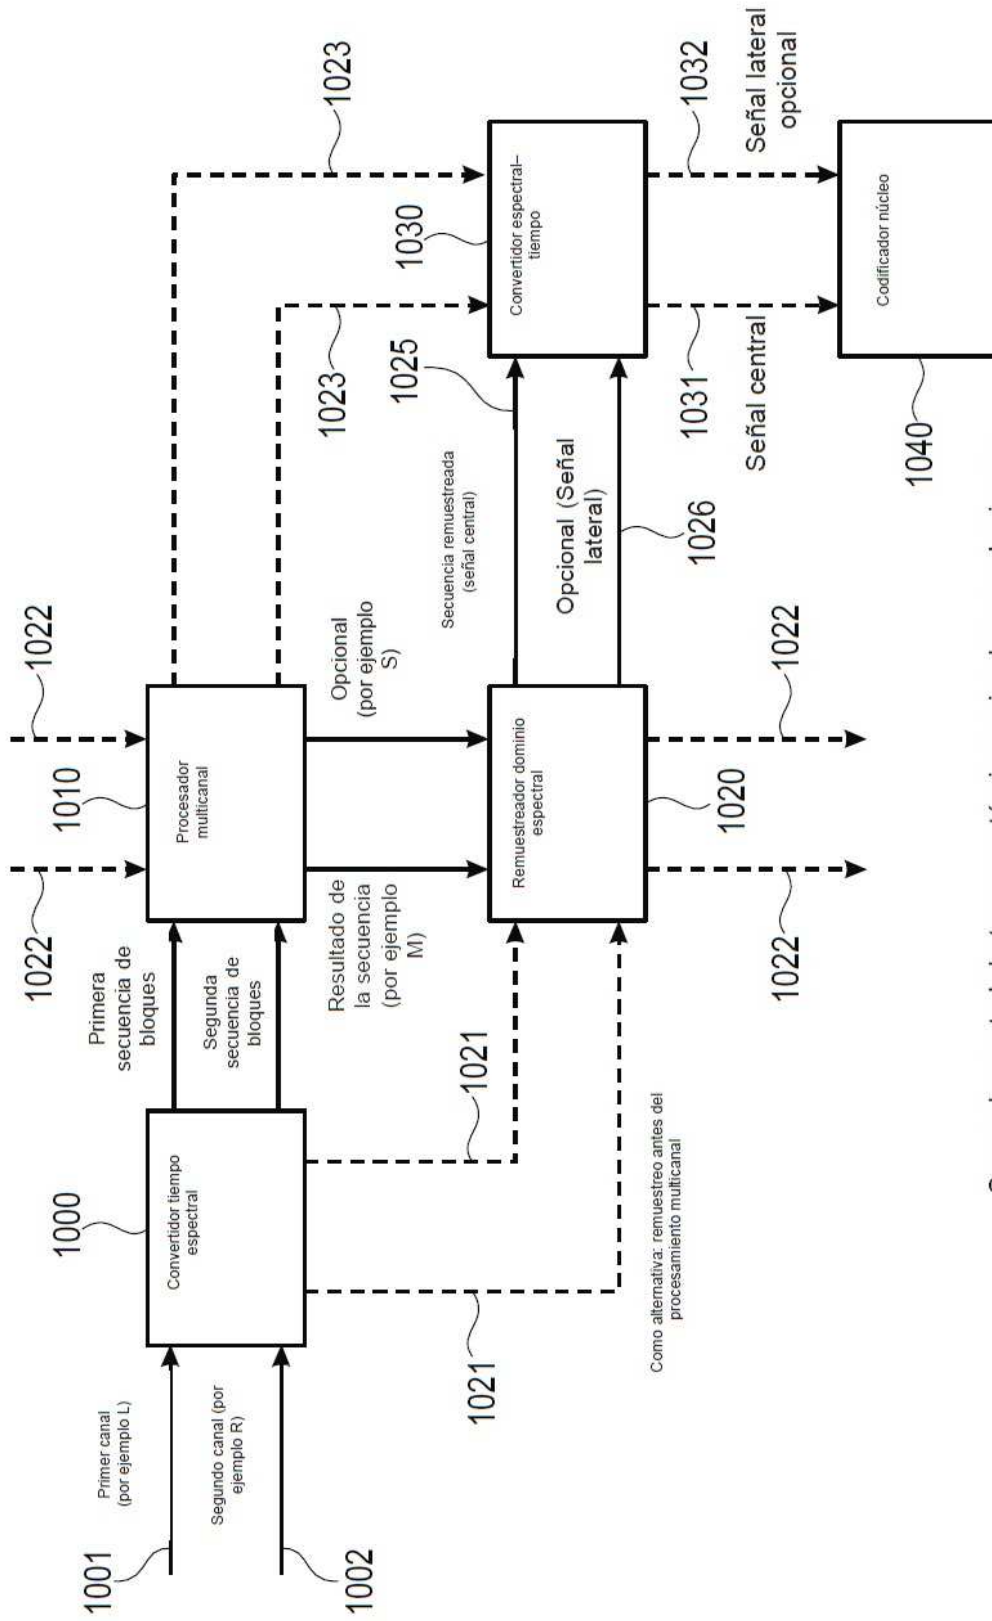 1001
Primer canal
(por ejemplo L)
Segundo canal (por
ejemplo R)
1002
1000
Convertidor tiempo
espectral
Primera
secuencia de
bloques
Segunda
secuencia de
bloques
1021
1021
Como alternativa: remuestreo antes del
procesamiento multicanal
1022
1010
1022
Procesador
multicanal
Resultado de
la secuencia
(por ejemplo
M)
Opcional
(por ejemplo
S)
Remuestreador dominio
espectral
1020
1022
1022
1023
1023
1025
Secuencia remuestreada
(señal central)
Opcional (Señal
lateral)
1026
1030
Convertidor espectral–
tiempo
1031
Señal central
1032
Señal lateral
opcional
Codificador núcleo
1040